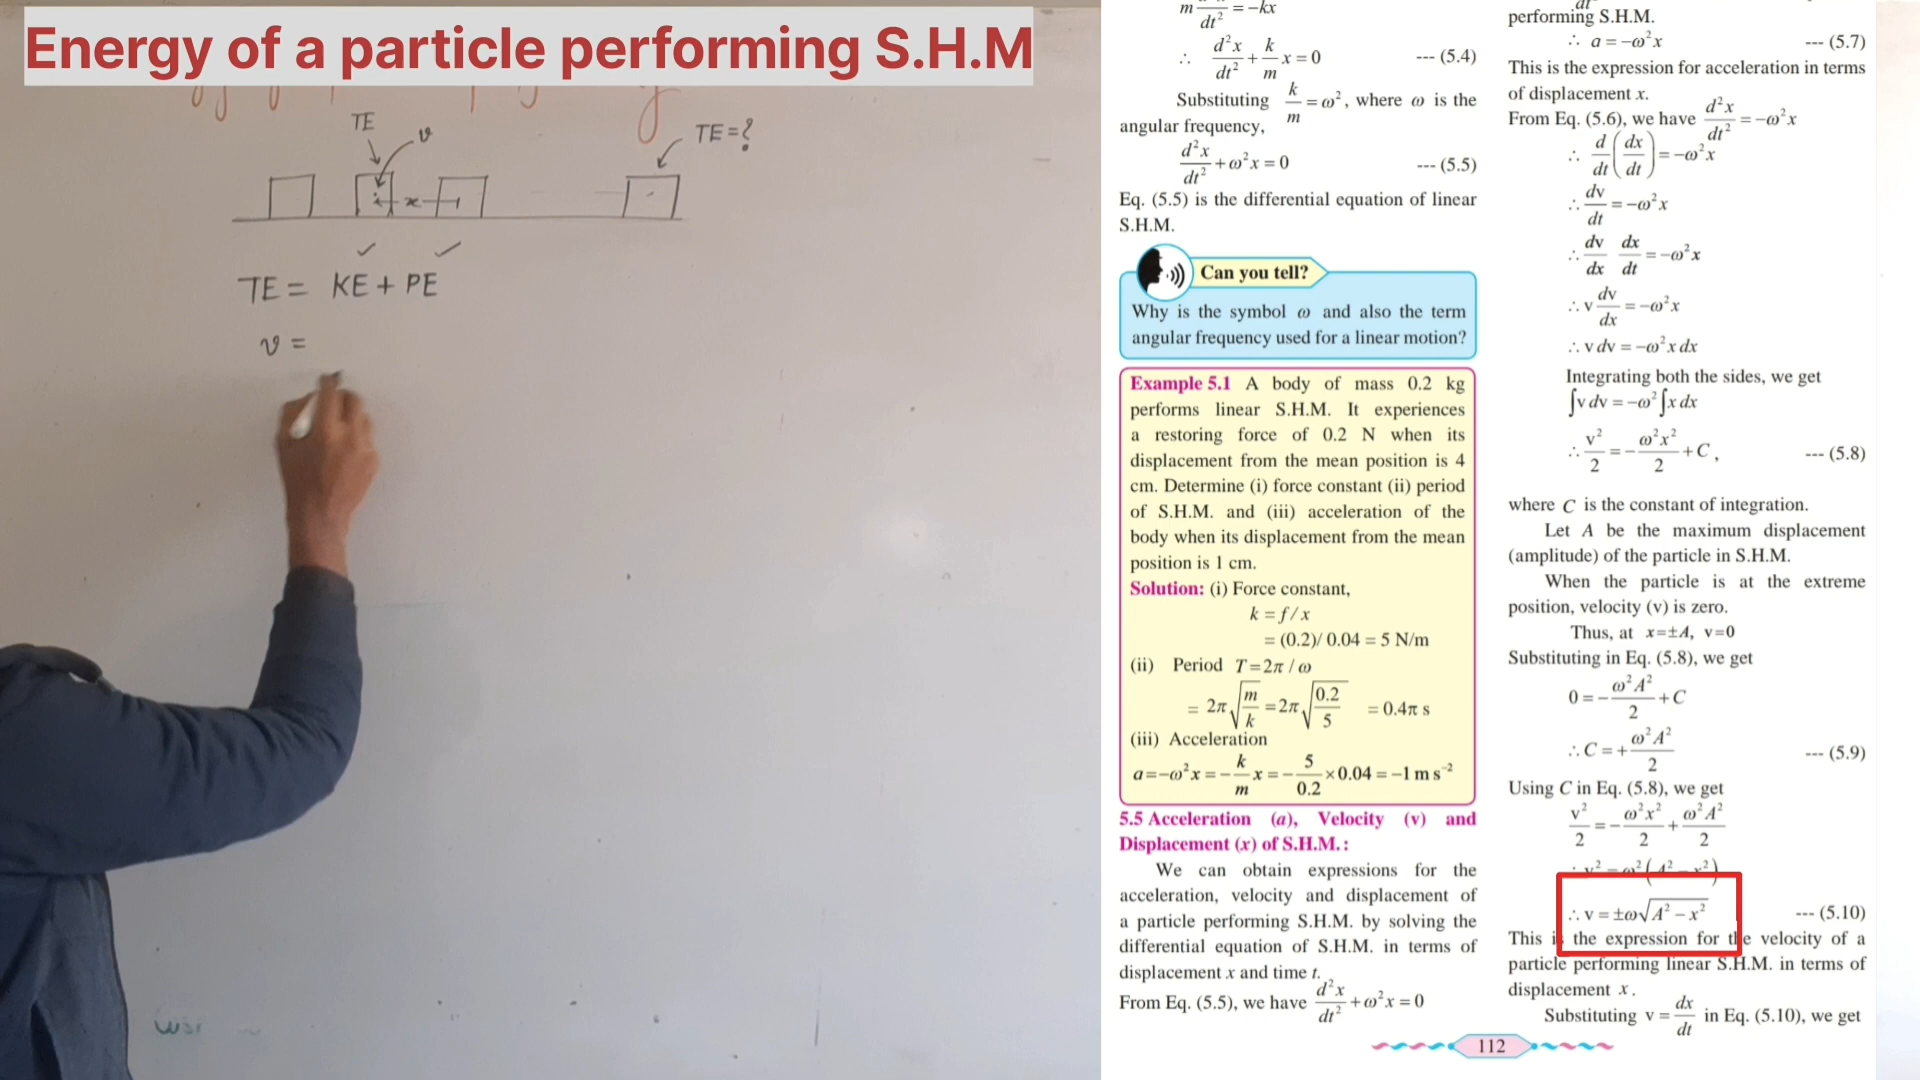 Energy of a particle performing S.H.M
TE
v
TE=?
x
TE = KE + PE
v =
m ── = −kx
dt²
∴ d²x/dt² + k/m x = 0 --- (5.4)
Substituting k/m = ω², where ω is the
angular frequency,
d²x/dt² + ω²x = 0 --- (5.5)
Eq. (5.5) is the differential equation of linear
S.H.M.
Can you tell?
Why is the symbol ω and also the term
angular frequency used for a linear motion?
Example 5.1 A body of mass 0.2 kg
performs linear S.H.M. It experiences
a restoring force of 0.2 N when its
displacement from the mean position is 4
cm. Determine (i) force constant (ii) period
of S.H.M. and (iii) acceleration of the
body when its displacement from the mean
position is 1 cm.
Solution: (i) Force constant,
k = f / x
= (0.2)/ 0.04 = 5 N/m
(ii) Period T = 2π / ω
= 2π√(m/k) = 2π√(0.2/5) = 0.4π s
(iii) Acceleration
a = −ω²x = −k/m x = −5/0.2 × 0.04 = −1 m s⁻²
5.5 Acceleration (a), Velocity (v) and
Displacement (x) of S.H.M. :
We can obtain expressions for the
acceleration, velocity and displacement of
a particle performing S.H.M. by solving the
differential equation of S.H.M. in terms of
displacement x and time t.
From Eq. (5.5), we have d²x/dt² + ω²x = 0
dt
performing S.H.M.
∴ a = −ω²x --- (5.7)
This is the expression for acceleration in terms
of displacement x.
From Eq. (5.6), we have d²x/dt² = −ω²x
∴ d/dt (dx/dt) = −ω²x
∴ dv/dt = −ω²x
∴ dv/dx dx/dt = −ω²x
∴ v dv/dx = −ω²x
∴ v dv = −ω²x dx
Integrating both the sides, we get
∫v dv = −ω² ∫x dx
∴ v²/2 = −ω²x²/2 + C , --- (5.8)
where C is the constant of integration.
Let A be the maximum displacement
(amplitude) of the particle in S.H.M.
When the particle is at the extreme
position, velocity (v) is zero.
Thus, at x=±A, v=0
Substituting in Eq. (5.8), we get
0 = −ω²A²/2 + C
∴ C = +ω²A²/2 --- (5.9)
Using C in Eq. (5.8), we get
v²/2 = −ω²x²/2 + ω²A²/2
∴ v² = ω²(A² − x²)
∴ v = ±ω√(A² − x²) --- (5.10)
This is the expression for the velocity of a
particle performing linear S.H.M. in terms of
displacement x .
Substituting v = dx/dt in Eq. (5.10), we get
112